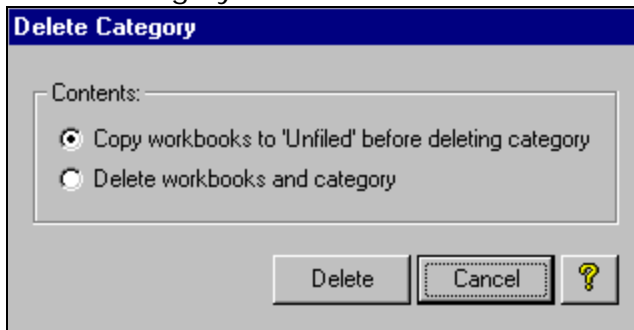 Delete Category
Contents:
Copy workbooks to 'Unfiled' before deleting category
Delete workbooks and category
Delete Cancel ?